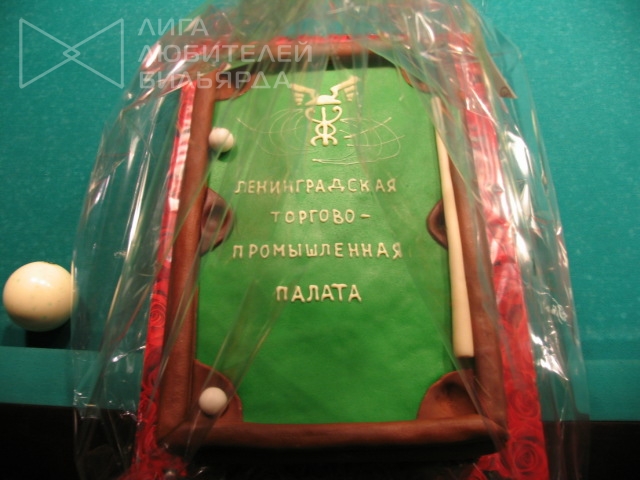 ЛИГА
ЛЮБИТЕЛЕЙ
БИЛЬЯРДА
ЛЕНИНГРАДСКАЯ
ТОРГОВО-
ПРОМЫШЛЕННАЯ
ПАЛАТА